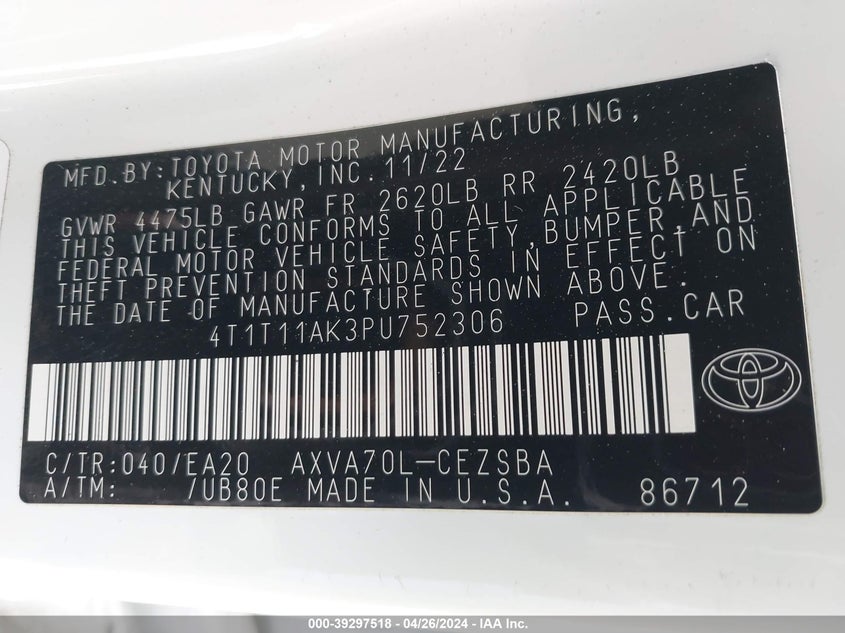 MFD.BY:TOYOTA MOTOR MANUFACTURING,
KENTUCKY,INC.11/22
GVWR 4475LB GAWR FR 2620LB RR 2420LB
THIS VEHICLE CONFORMS TO ALL APPLICABLE
FEDERAL MOTOR VEHICLE SAFETY,BUMPER,AND
THEFT PREVENTION STANDARDS IN EFFECT ON
THE DATE OF MANUFACTURE SHOWN ABOVE.
4T1T11AK3PU752306 PASS.CAR
C/TR:040/EA20 AXVA70L-CEZSBA
A/TM: /UB80E MADE IN U.S.A. 86712
000-39297518 - 04/26/2024 - IAA Inc.